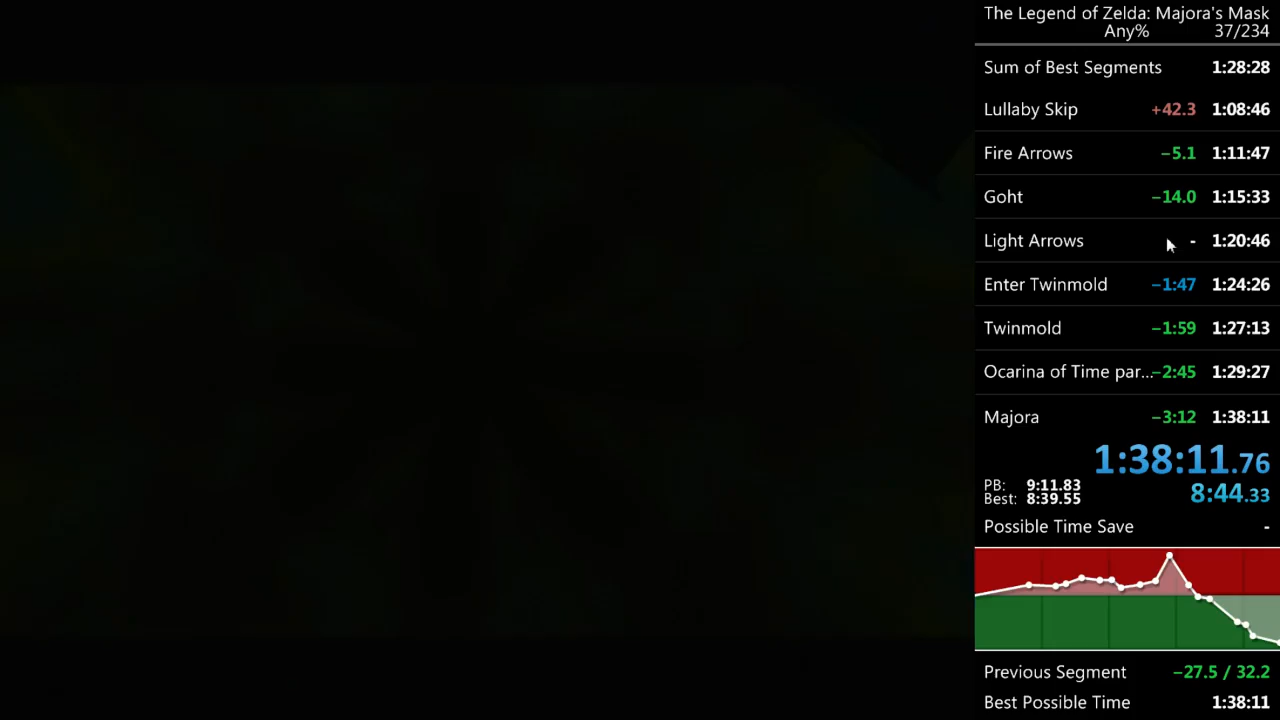 The Legend of Zelda: Majora's Mask
Any% 37/234
Sum of Best Segments 1:28:28
Lullaby Skip +42.3 1:08:46
Fire Arrows −5.1 1:11:47
Goht −14.0 1:15:33
Light Arrows - 1:20:46
Enter Twinmold −1:47 1:24:26
Twinmold −1:59 1:27:13
Ocarina of Time par... −2:45 1:29:27
Majora −3:12 1:38:11
1:38:11.76
PB: 9:11.83
Best: 8:39.55
8:44.33
Possible Time Save -
Previous Segment −27.5 / 32.2
Best Possible Time 1:38:11